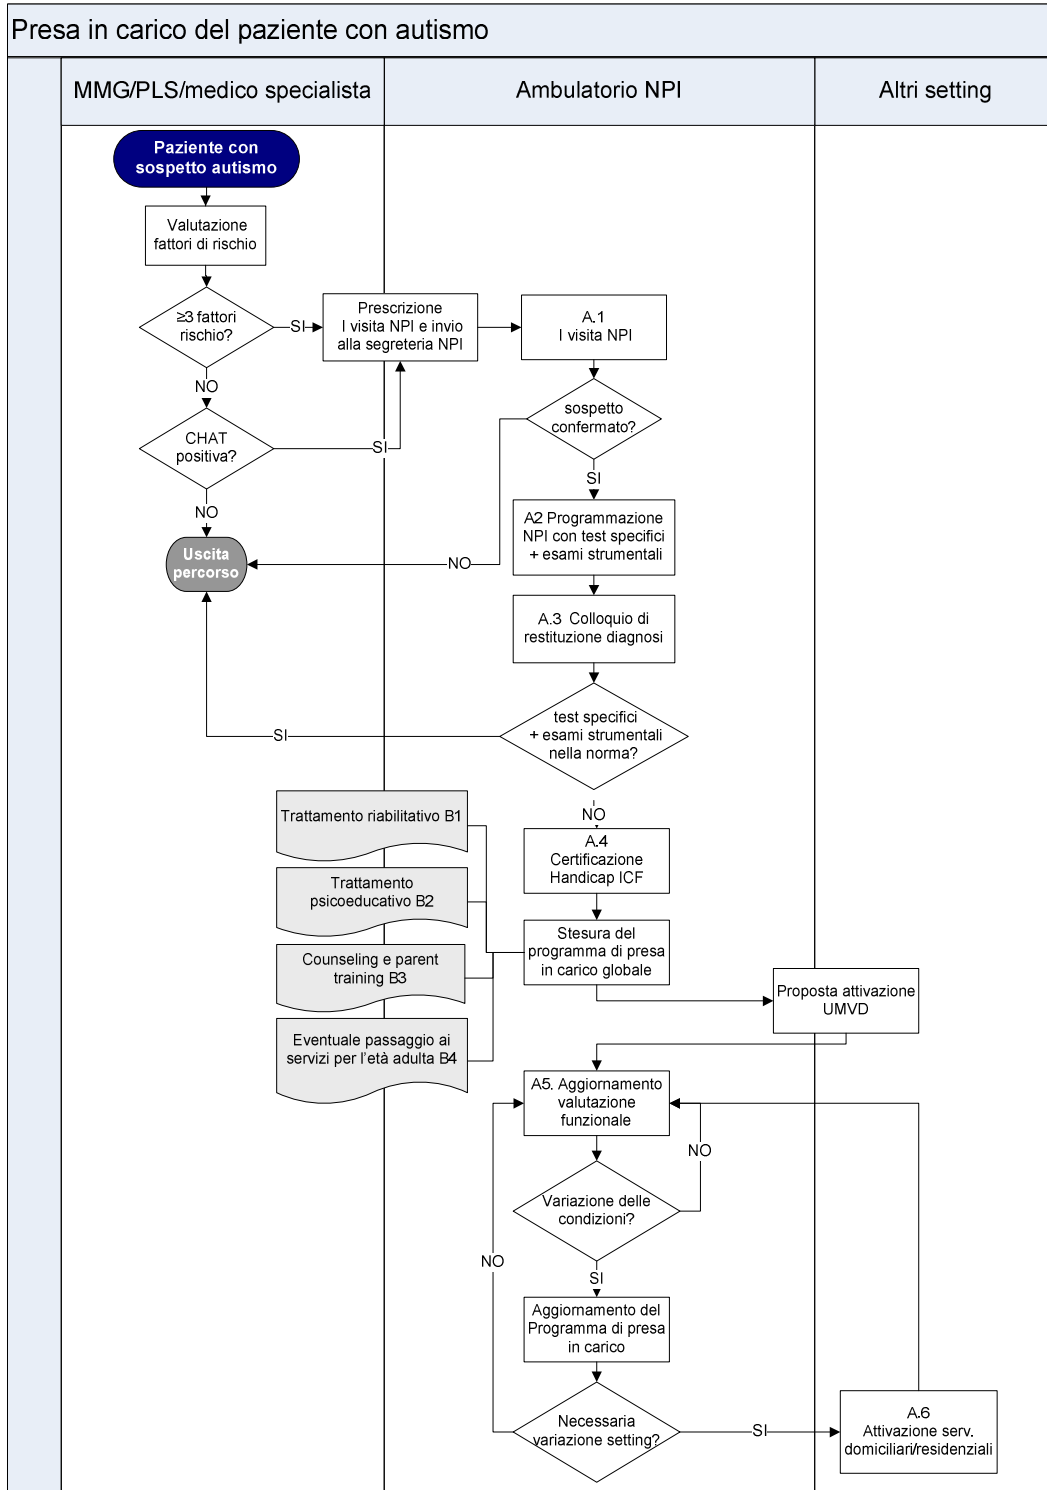 Presa in carico del paziente con autismo
MMG/PLS/medico specialista
Ambulatorio NPI
Altri setting
Paziente con
sospetto autismo
Valutazione
fattori di rischio
≥3 fattori
rischio?
SI
Prescrizione
I visita NPI e invio
alla segreteria NPI
A.1
I visita NPI
NO
sospetto
confermato?
CHAT
positiva?
SI
SI
NO
A2 Programmazione
NPI con test specifici
+ esami strumentali
Uscita
percorso
NO
A.3 Colloquio di
restituzione diagnosi
test specifici
+ esami strumentali
nella norma?
SI
NO
Trattamento riabilitativo B1
A.4
Certificazione
Handicap ICF
Trattamento
psicoeducativo B2
Stesura del
programma di presa
in carico globale
Counseling e parent
training B3
Proposta attivazione
UMVD
Eventuale passaggio ai
servizi per l'età adulta B4
A5. Aggiornamento
valutazione
funzionale
NO
Variazione delle
condizioni?
NO
SI
Aggiornamento del
Programma di presa
in carico
Necessaria
variazione setting?
SI
A.6
Attivazione serv.
domiciliari/residenziali